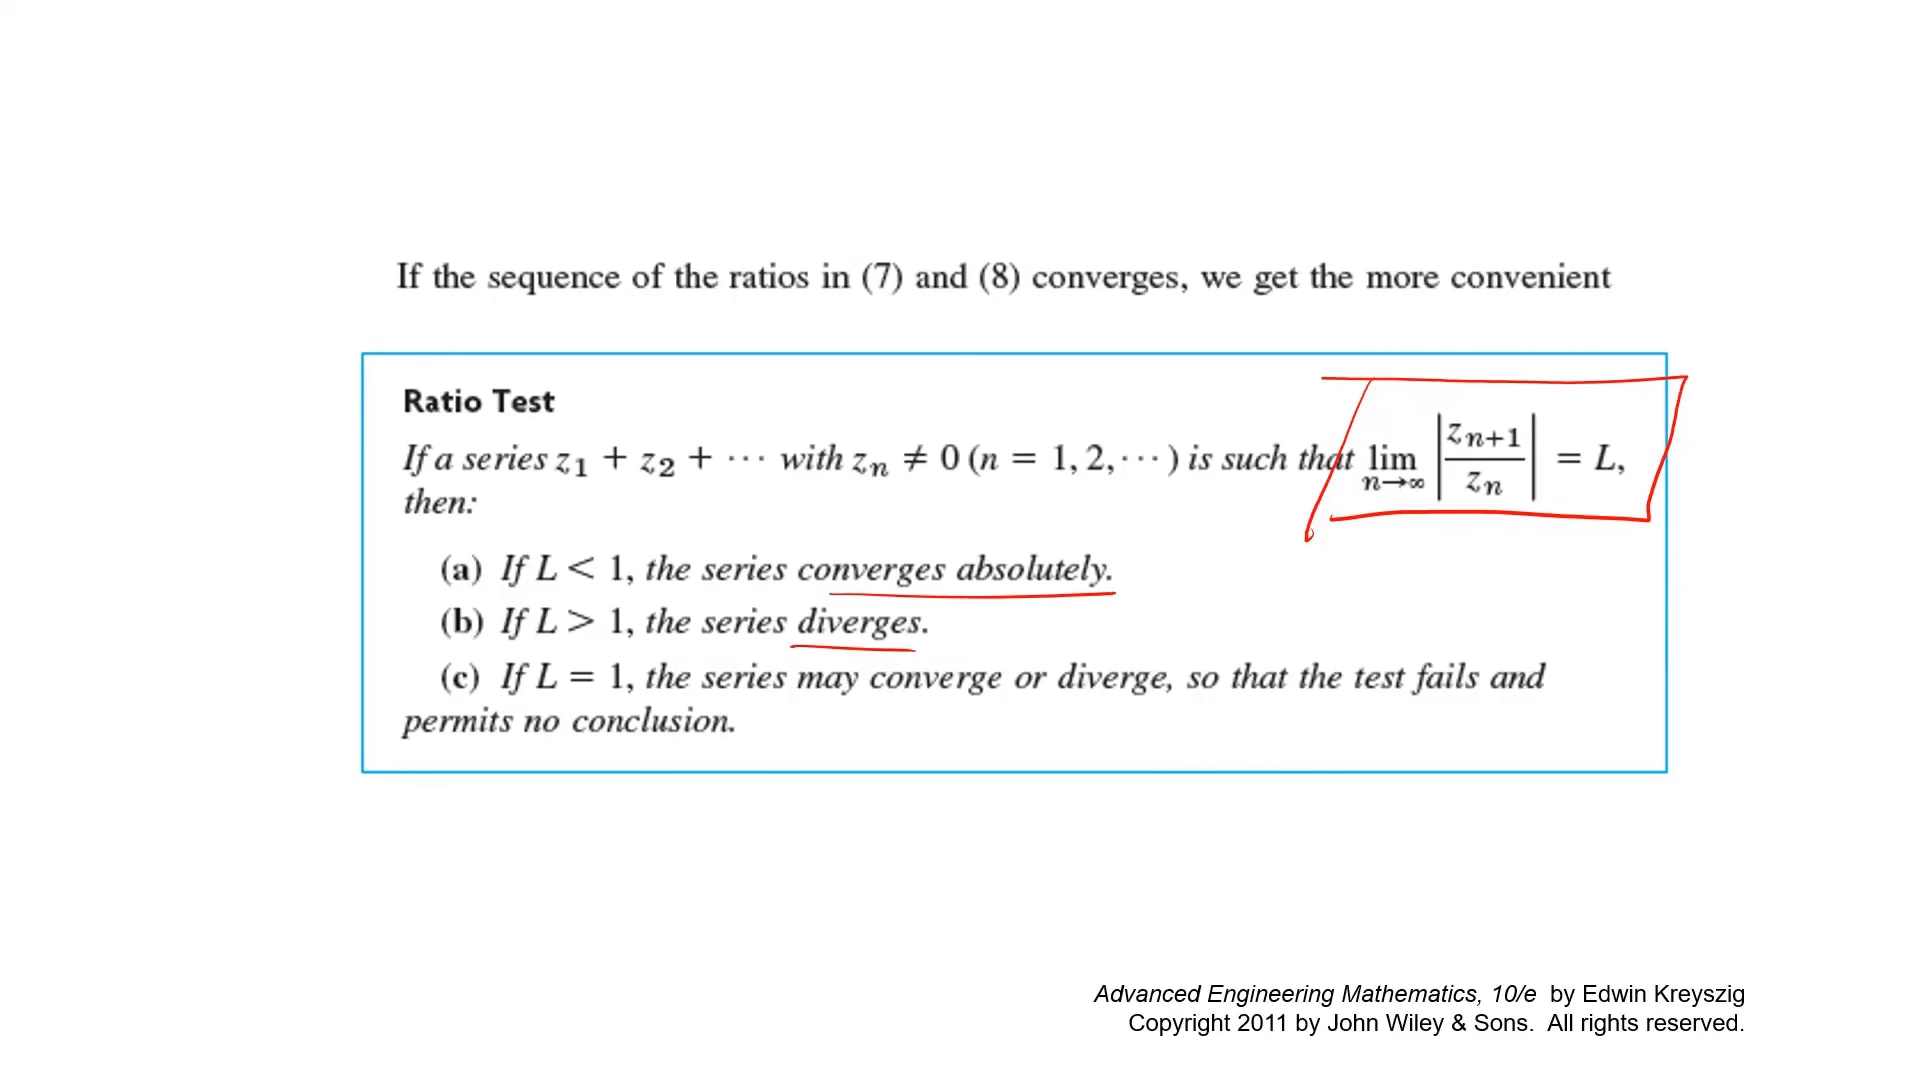 If the sequence of the ratios in (7) and (8) converges, we get the more convenient
Ratio Test
If a series z₁ + z₂ + ··· with zₙ ≠ 0 (n = 1, 2, ··· ) is such that lim n→∞ |zₙ₊₁/zₙ| = L,
then:
(a) If L < 1, the series converges absolutely.
(b) If L > 1, the series diverges.
(c) If L = 1, the series may converge or diverge, so that the test fails and
permits no conclusion.
Advanced Engineering Mathematics, 10/e by Edwin Kreyszig
Copyright 2011 by John Wiley & Sons. All rights reserved.